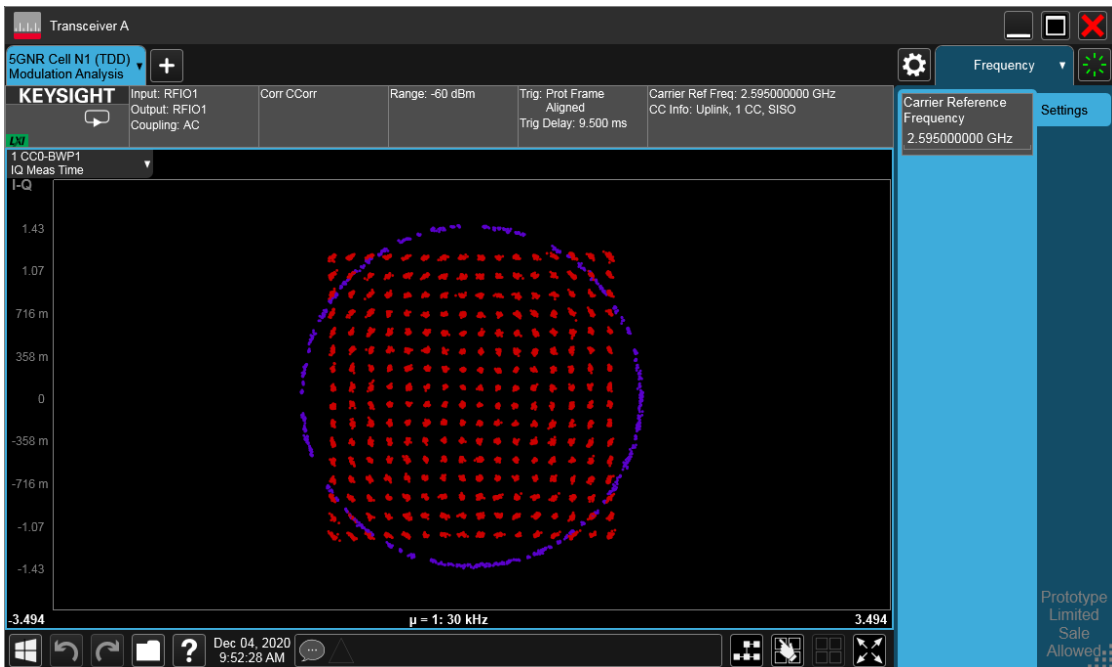 Transceiver A
5GNR Cell N1 (TDD)
Modulation Analysis
+
Frequency
KEYSIGHT
LXI
Input: RFIO1
Output: RFIO1
Coupling: AC
Corr CCorr
Range: -60 dBm
Trig: Prot Frame
Aligned
Trig Delay: 9.500 ms
Carrier Ref Freq: 2.595000000 GHz
CC Info: Uplink, 1 CC, SISO
Carrier Reference
Frequency
2.595000000 GHz
Settings
1 CC0-BWP1
IQ Meas Time
I-Q
1.43
1.07
716 m
358 m
0
-358 m
-716 m
-1.07
-1.43
-3.494
µ = 1: 30 kHz
3.494
Prototype
Limited
Sale
Allowed
?
Dec 04, 2020
9:52:28 AM